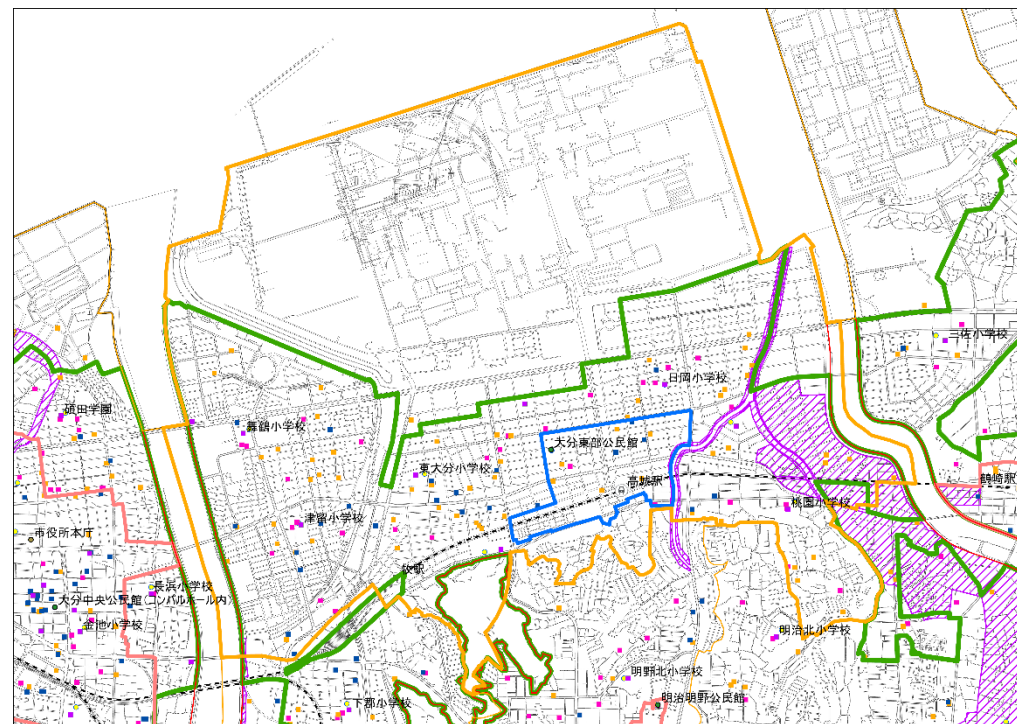 三佐小学校
日岡小学校
碩田学園
舞鶴小学校
大分東部公民館
東大分小学校
高城駅
鶴崎駅
桃園小学校
津留小学校
市役所本庁
牧駅
長浜小学校
大分中央公民館(コンパルホール内)
金池小学校
明治北小学校
明野北小学校
明治明野公民館
下郡小学校